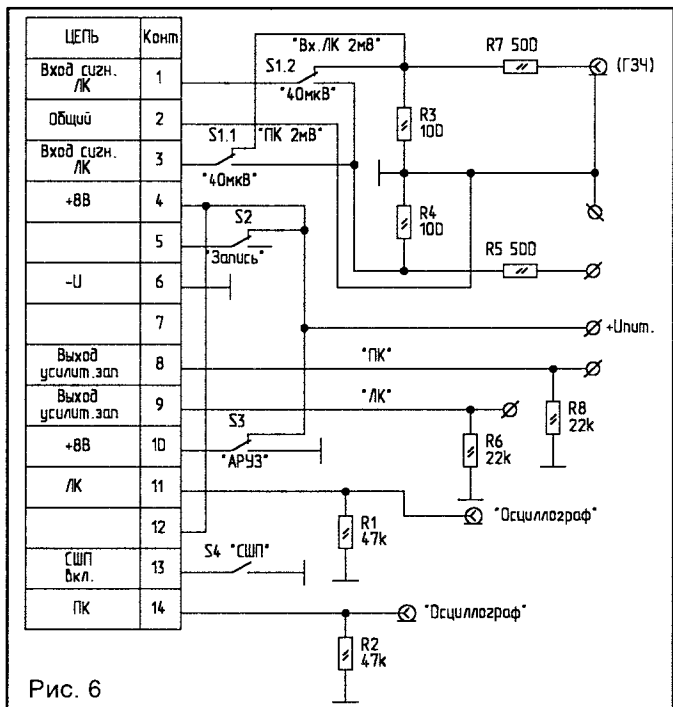 ЦЕПЬ Конт
Вход сигн. ЛК 1
Общий 2
Вход сигн. ЛК 3
+8В 4
5
-U 6
7
Выход усилит.зап 8
Выход усилит.зап 9
+8В 10
ЛК 11
12
СШП Вкл. 13
ПК 14
"Вх.ЛК 2мВ"
S1.2
"40мкВ"
S1.1
"ПК 2мВ"
"40мкВ"
S2
"Запись"
R7 500
(ГЗЧ)
R3
100
R4
100
R5 500
+Uпит.
"ПК"
R8
22k
"ЛК"
R6
22k
S3
"АРУЗ"
R1
47k
"Осциллограф"
S4 "СШП"
"Осциллограф"
R2
47k
Рис. 6